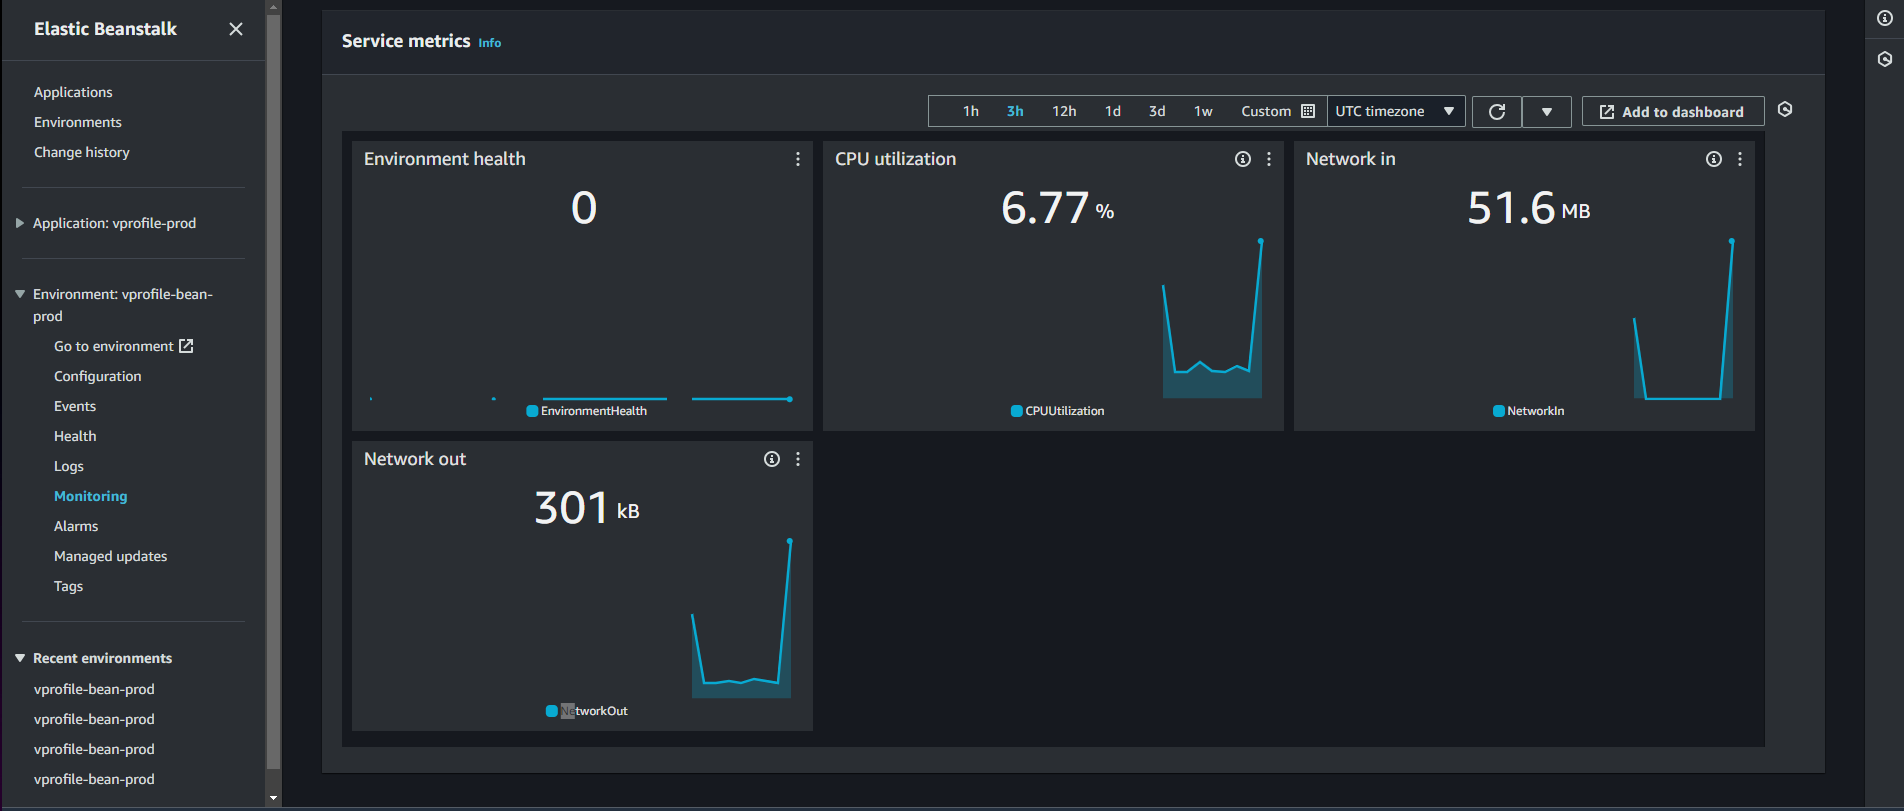 Elastic Beanstalk
Applications
Environments
Change history
Application: vprofile-prod
Environment: vprofile-bean-
prod
Go to environment
Configuration
Events
Health
Logs
Monitoring
Alarms
Managed updates
Tags
Recent environments
vprofile-bean-prod
vprofile-bean-prod
vprofile-bean-prod
vprofile-bean-prod
Service metrics Info
1h 3h 12h 1d 3d 1w Custom UTC timezone Add to dashboard
Environment health
0
EnvironmentHealth
CPU utilization
6.77 %
CPUUtilization
Network in
51.6 MB
NetworkIn
Network out
301 kB
NetworkOut